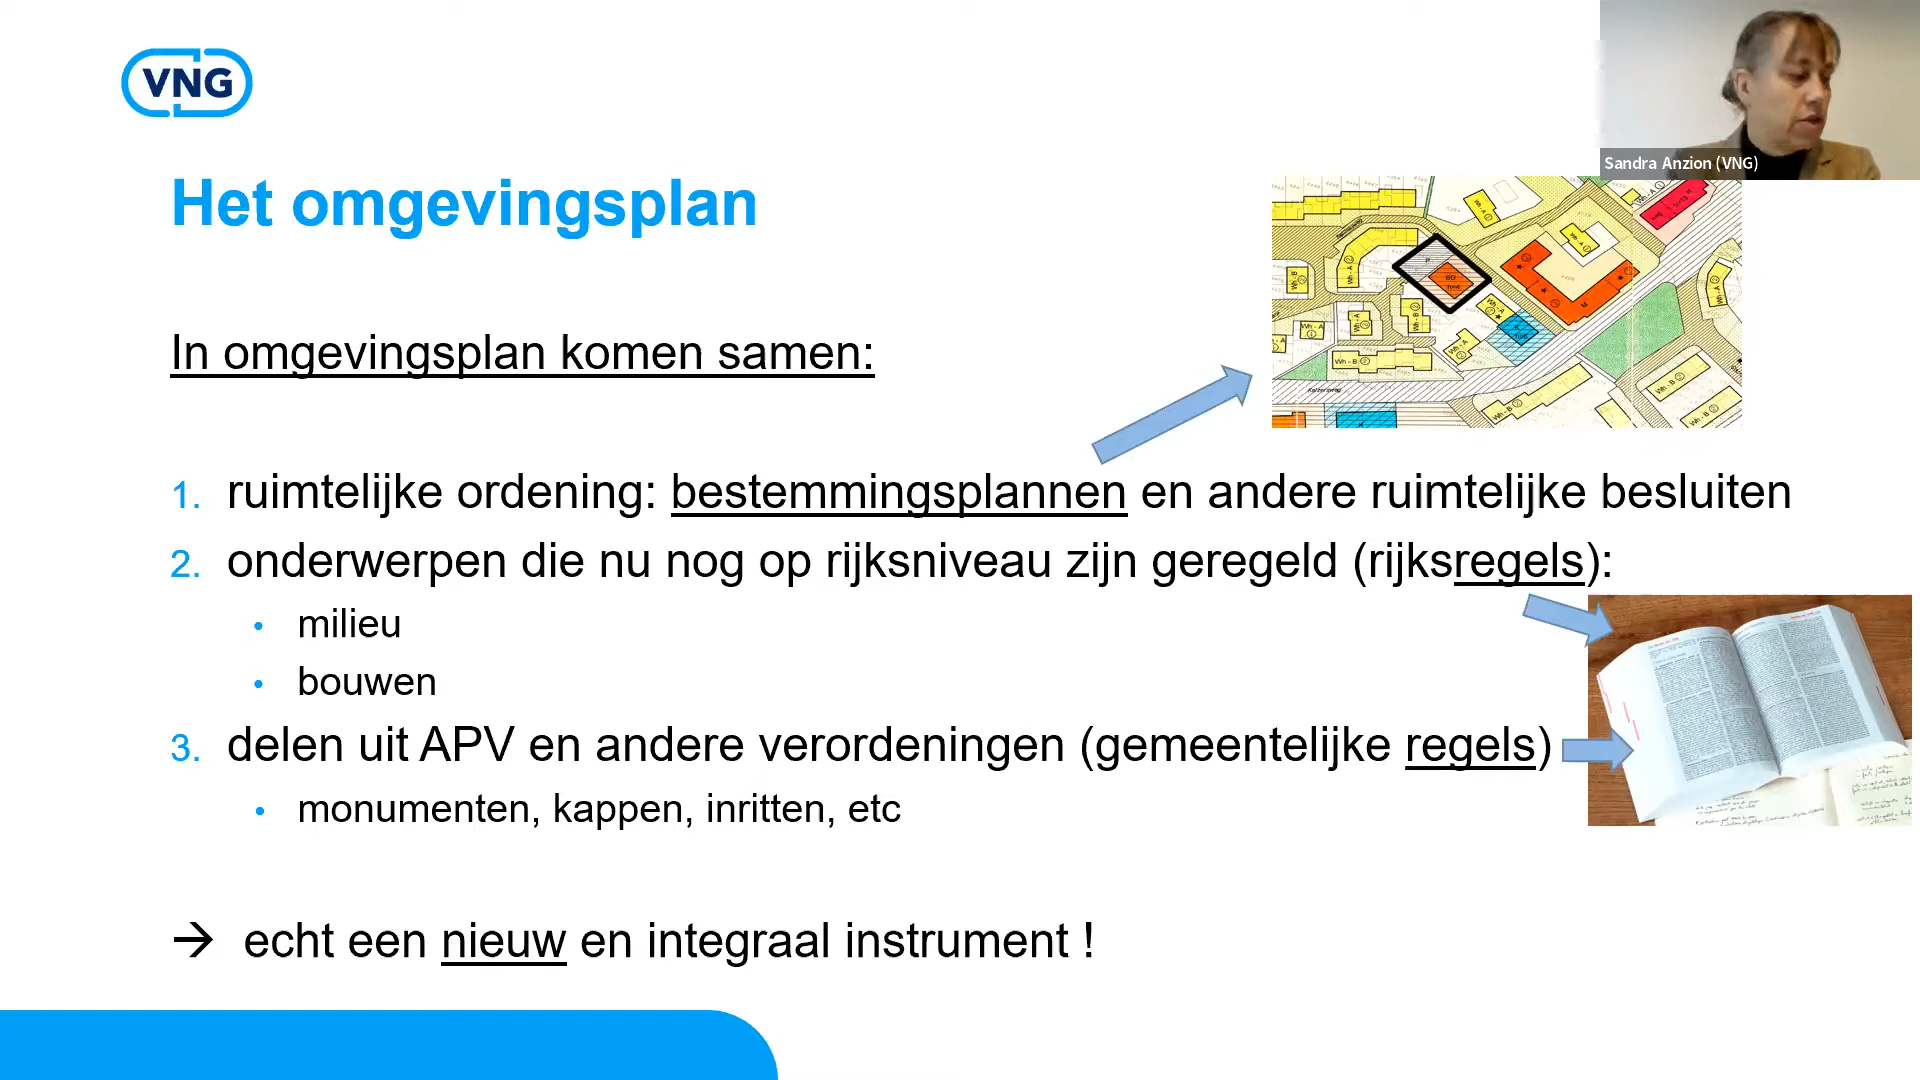 VNG
Sandra Anzion (VNG)
Het omgevingsplan
In omgevingsplan komen samen:
1. ruimtelijke ordening: bestemmingsplannen en andere ruimtelijke besluiten
2. onderwerpen die nu nog op rijksniveau zijn geregeld (rijksregels):
• milieu
• bouwen
3. delen uit APV en andere verordeningen (gemeentelijke regels)
• monumenten, kappen, inritten, etc
→ echt een nieuw en integraal instrument !